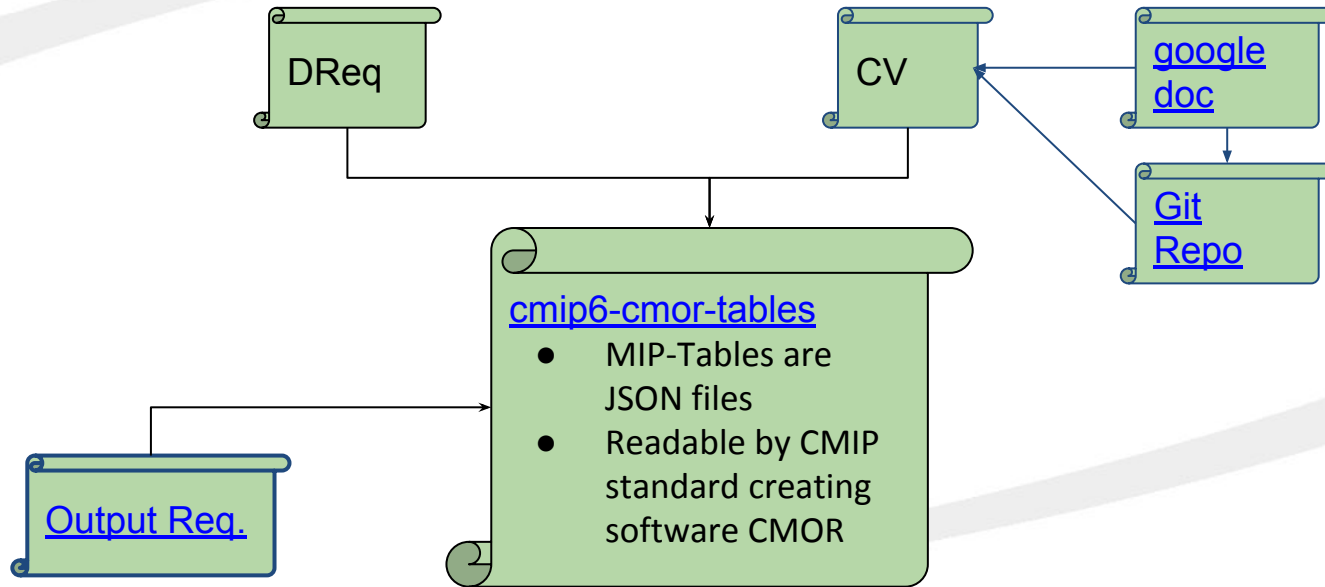 DReq
CV
google
doc
Git
Repo
cmip6-cmor-tables
● MIP-Tables are
JSON files
● Readable by CMIP
standard creating
software CMOR
Output Req.